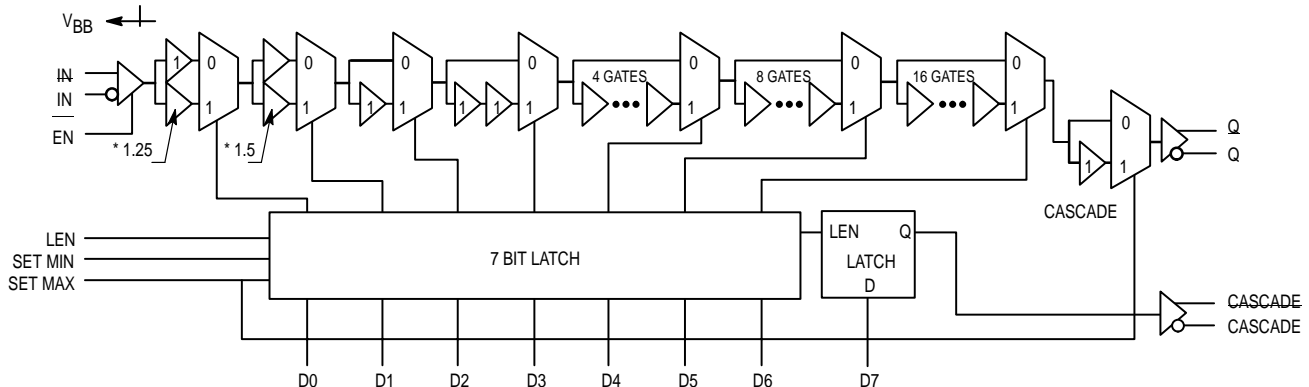 VBB
IN
IN
EN
1
0
1
* 1.25
* 1.5
0
1
0
1
1
0
1
1
1
4 GATES
0
1
8 GATES
0
1
16 GATES
0
1
0
1
1
CASCADE
Q
Q
LEN
SET MIN
SET MAX
7 BIT LATCH
LEN Q
LATCH
D
CASCADE
CASCADE
D0 D1 D2 D3 D4 D5 D6 D7